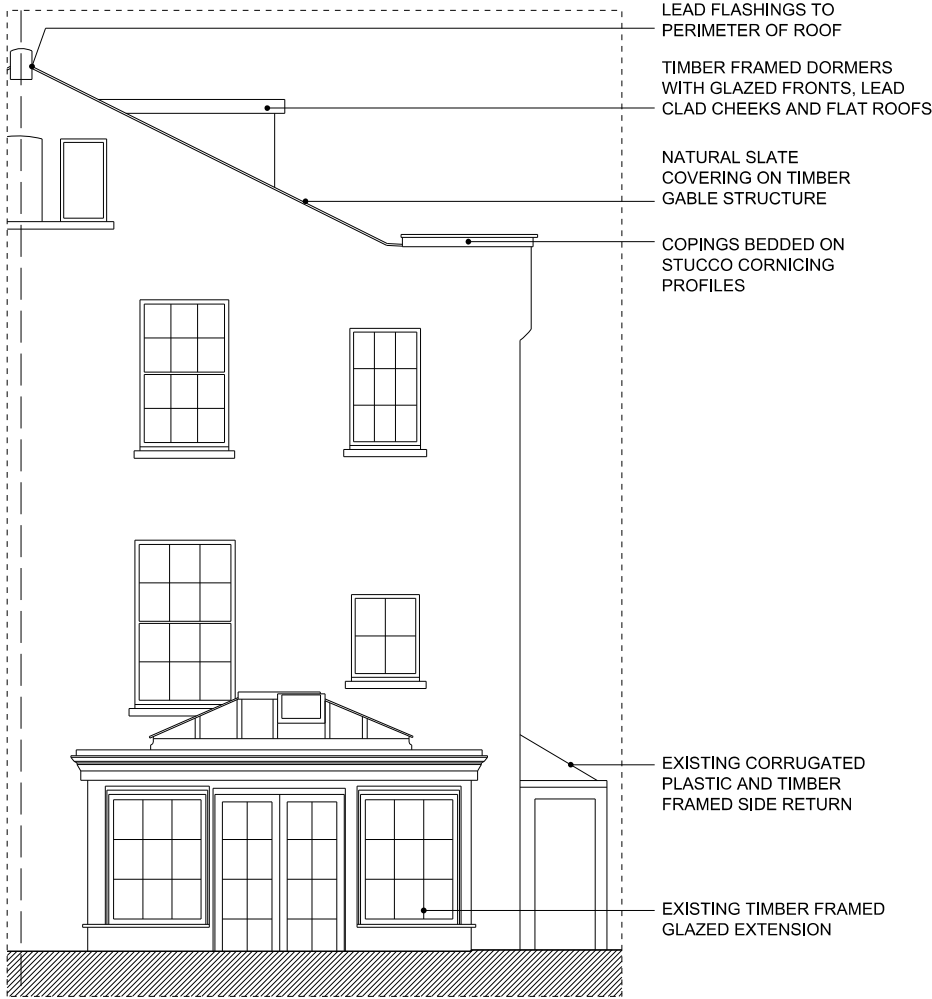 LEAD FLASHINGS TO
PERIMETER OF ROOF
TIMBER FRAMED DORMERS
WITH GLAZED FRONTS, LEAD
CLAD CHEEKS AND FLAT ROOFS
NATURAL SLATE
COVERING ON TIMBER
GABLE STRUCTURE
COPINGS BEDDED ON
STUCCO CORNICING
PROFILES
EXISTING CORRUGATED
PLASTIC AND TIMBER
FRAMED SIDE RETURN
EXISTING TIMBER FRAMED
GLAZED EXTENSION